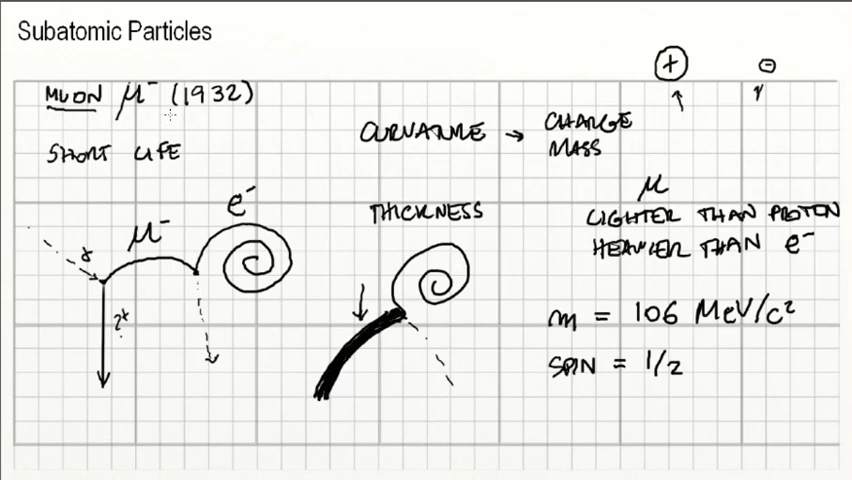 Subatomic Particles
+ -
MUON μ⁻ (1932)
CURVATURE → CHARGE
MASS
SHORT LIFE
μ
e⁻
THICKNESS
LIGHTER THAN PROTON
μ⁻
HEAVIER THAN e⁻
γ
m = 106 MeV/c²
SPIN = 1/2